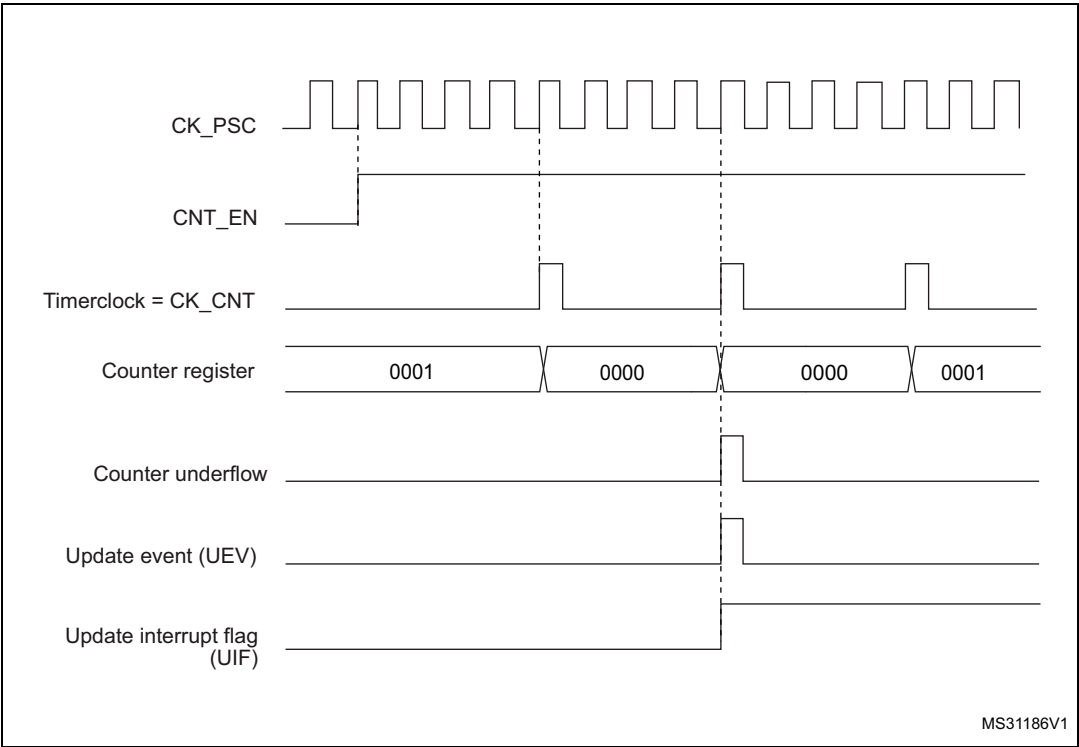 CK_PSC
CNT_EN
Timerclock = CK_CNT
Counter register
0001
0000
0000
0001
Counter underflow
Update event (UEV)
Update interrupt flag
(UIF)
MS31186V1